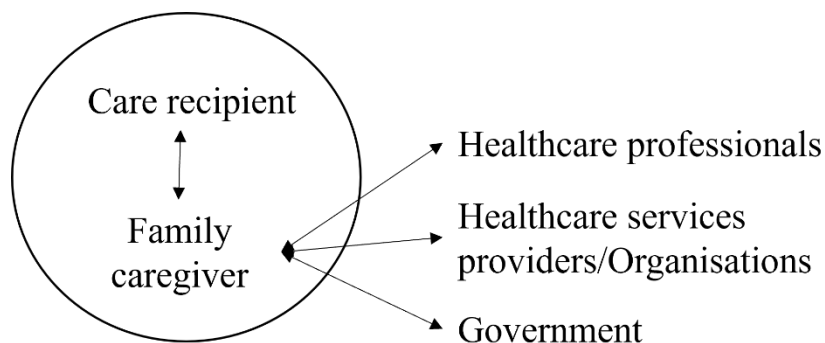 Care recipient
Family
caregiver
Healthcare professionals
Healthcare services
providers/Organisations
Government